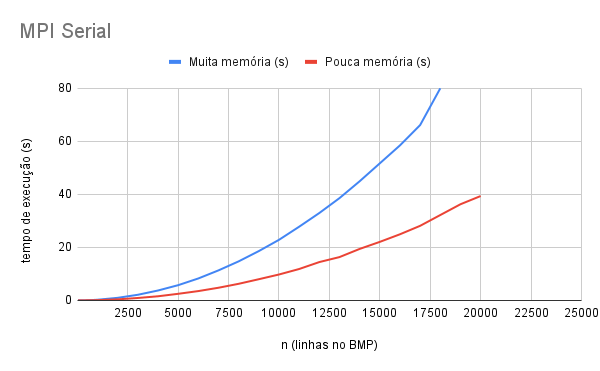 MPI Serial
Muita memória (s) Pouca memória (s)
tempo de execução (s)
80
60
40
20
0
2500 5000 7500 10000 12500 15000 17500 20000 22500 25000
n (linhas no BMP)